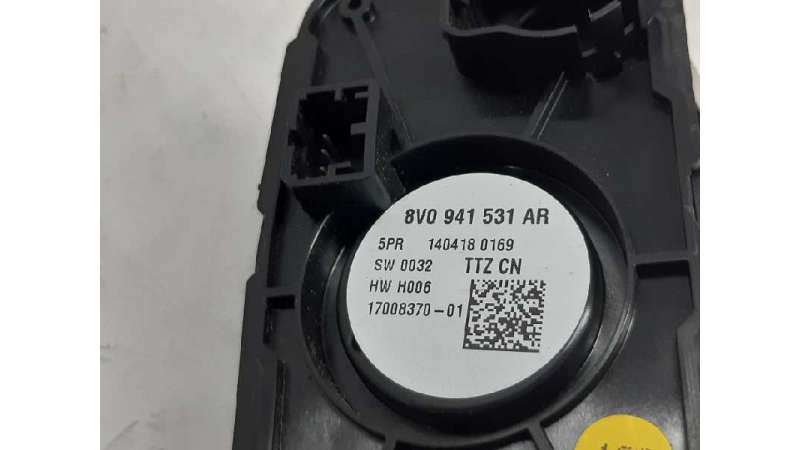 8V0 941 531 AR
5PR 140418 0169
SW 0032 TTZ CN
HW H006
17008370-01